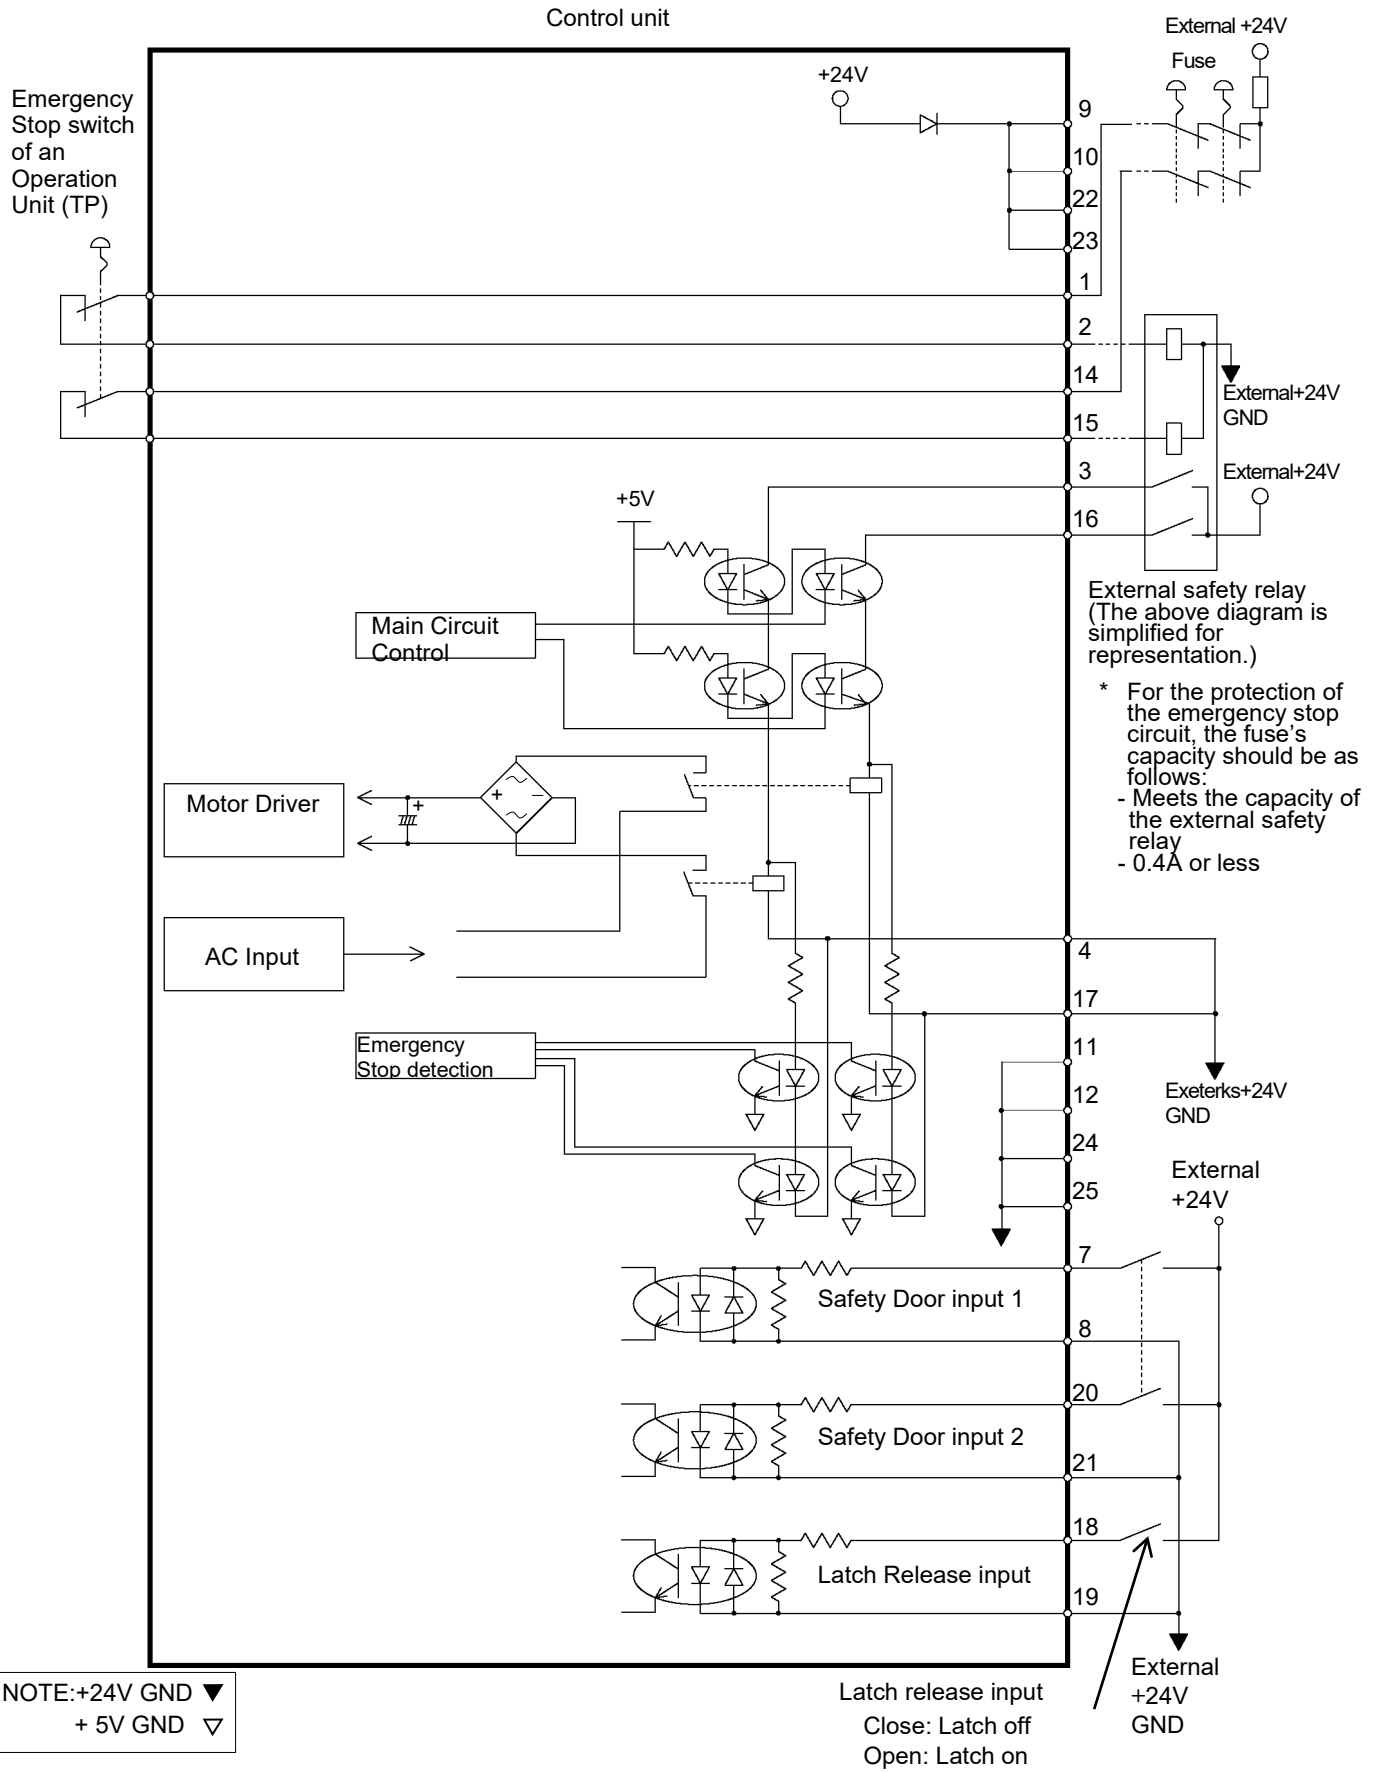 Control unit
External +24V
Fuse
+24V
Emergency
Stop switch
of an
Operation
Unit (TP)
9
10
22
23
1
2
14
15
3
16
External+24V
GND
External+24V
+5V
External safety relay
(The above diagram is
simplified for
representation.)
Main Circuit
Control
* For the protection of
the emergency stop
circuit, the fuse's
capacity should be as
follows:
- Meets the capacity of
the external safety
relay
- 0.4A or less
Motor Driver
+
−
+
AC Input
4
17
Emergency
Stop detection
11
12
24
25
Exeterks+24V
GND
External
+24V
7
Safety Door input 1
8
20
Safety Door input 2
21
18
Latch Release input
19
External
+24V
GND
NOTE:+24V GND ▼
+ 5V GND ▽
Latch release input
Close: Latch off
Open: Latch on